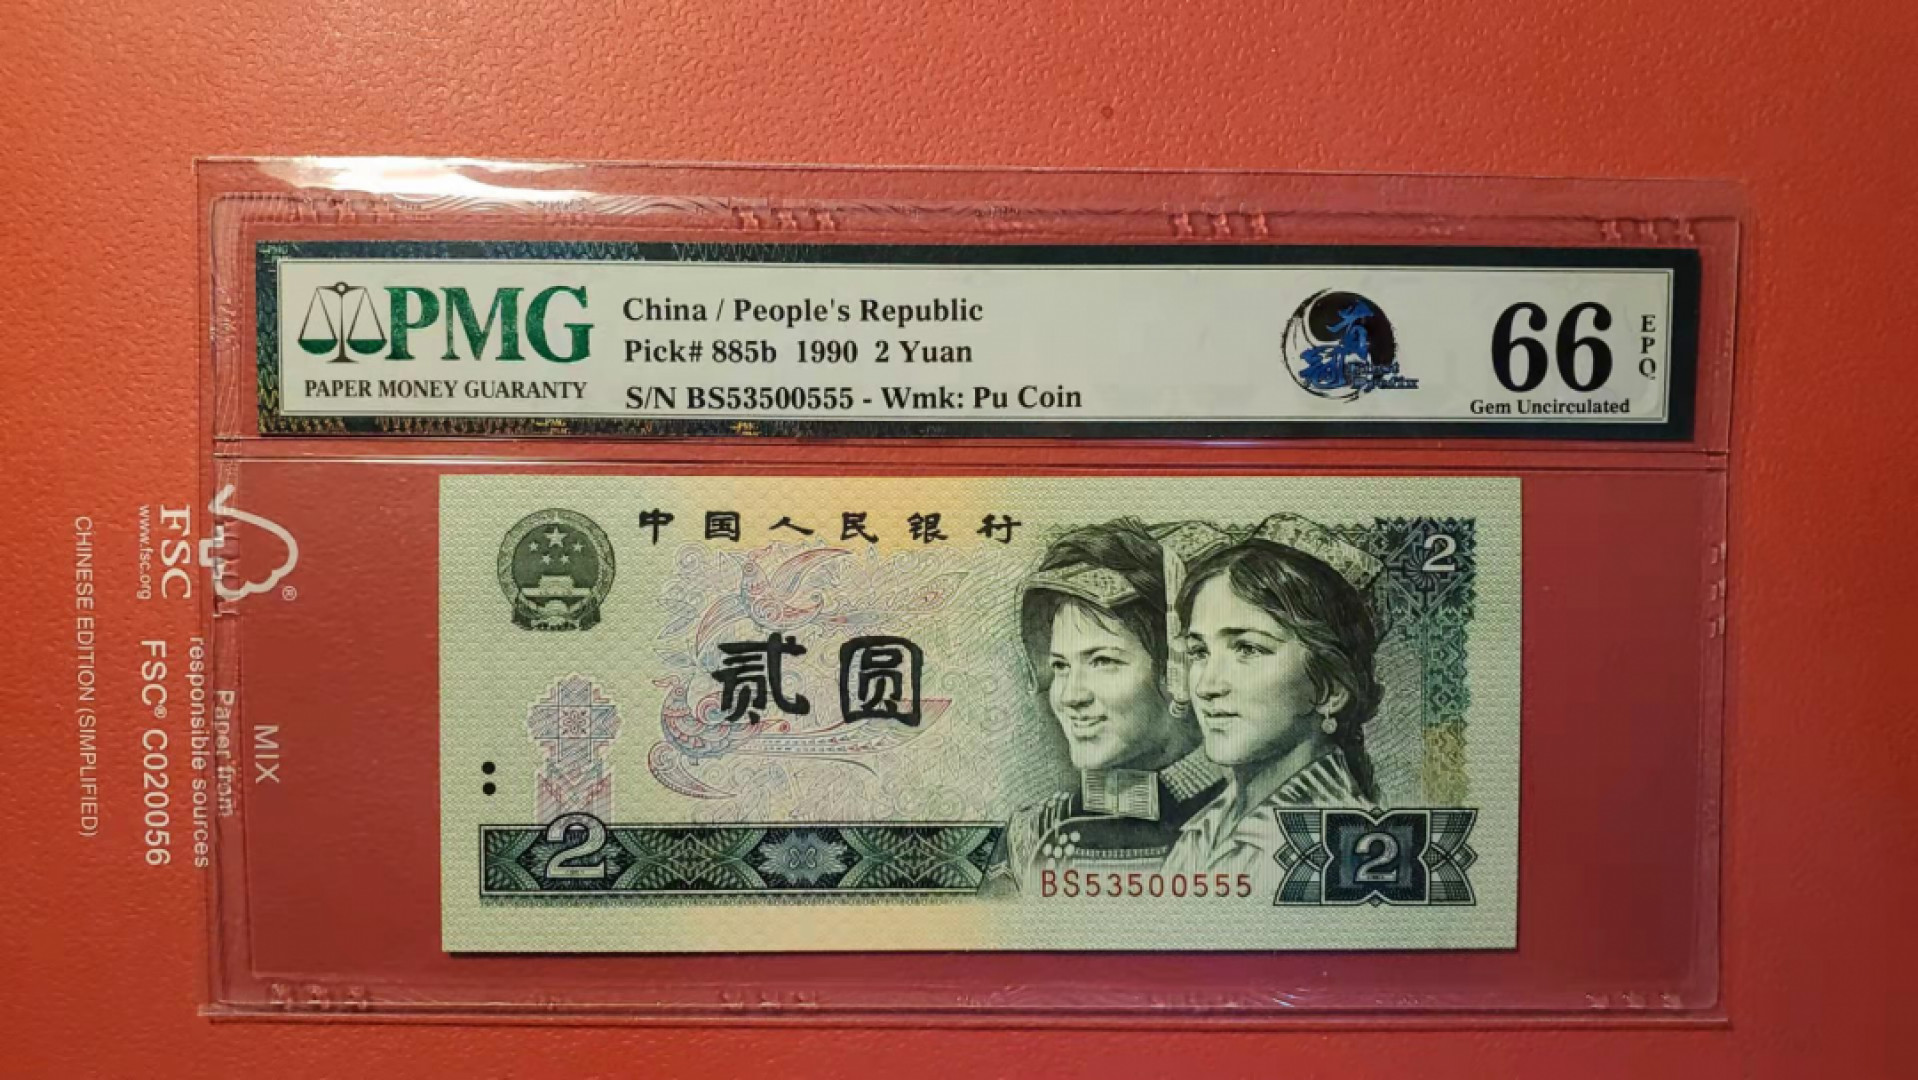 PMG
PAPER MONEY GUARANTY
China / People's Republic
Pick# 885b 1990 2 Yuan
S/N BS53500555 - Wmk: Pu Coin
66
EPQ
Gem Uncirculated
中国人民银行
2
贰圆
2
BS53500555
2
MIX
Paper from
responsible sources
FSC® C020056
FSC
www.fsc.org
®
CHINESE EDITION (SIMPLIFIED)